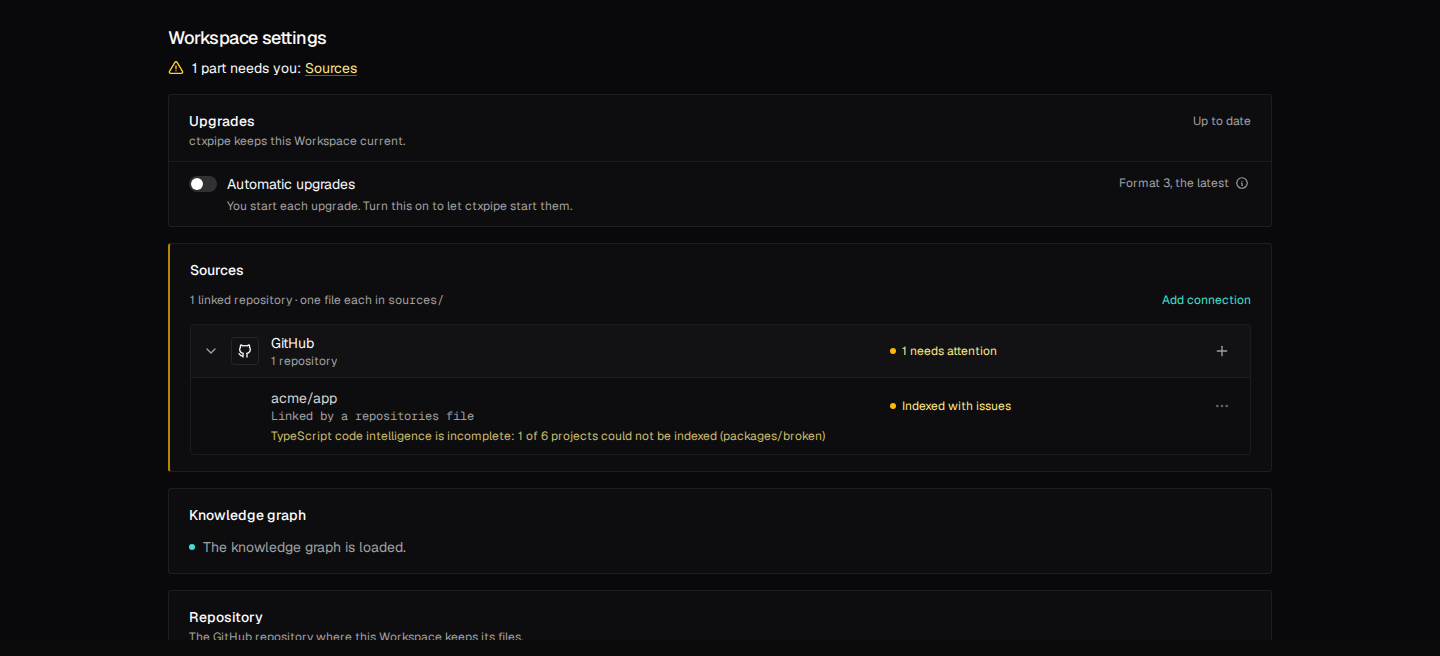 Workspace settings
1 part needs you: Sources
Upgrades
Up to date
ctxpipe keeps this Workspace current.
Automatic upgrades
Format 3, the latest
You start each upgrade. Turn this on to let ctxpipe start them.
Sources
1 linked repository · one file each in sources/
Add connection
GitHub
1 repository
1 needs attention
acme/app
Linked by a repositories file
Indexed with issues
TypeScript code intelligence is incomplete: 1 of 6 projects could not be indexed (packages/broken)
Knowledge graph
The knowledge graph is loaded.
Repository
The GitHub repository where this Workspace keeps its files.